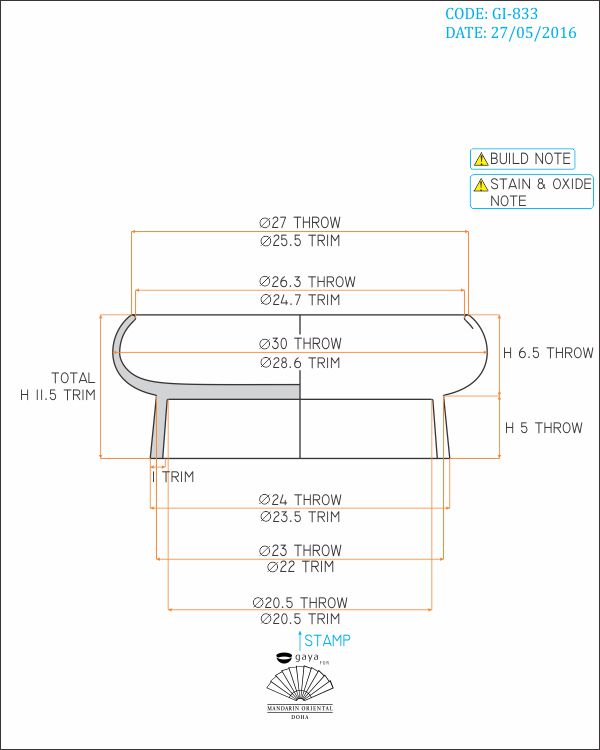 CODE: GI-833
DATE: 27/05/2016
BUILD NOTE
STAIN & OXIDE
NOTE
Ø27 THROW
Ø25.5 TRIM
Ø26.3 THROW
Ø24.7 TRIM
Ø30 THROW
Ø28.6 TRIM
H 6.5 THROW
TOTAL
H 11.5 TRIM
H 5 THROW
1 TRIM
Ø24 THROW
Ø23.5 TRIM
Ø23 THROW
Ø22 TRIM
Ø20.5 THROW
Ø20.5 TRIM
STAMP
gaya
FOR
MANDARIN ORIENTAL
DOHA